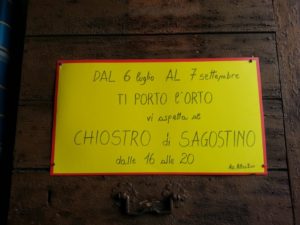 DAL 6 luglio AL 7 settembre
TI PORTO l'ORTO
vi aspetta al
CHIOSTRO di SAGOSTINO
dalle 16 alle 20